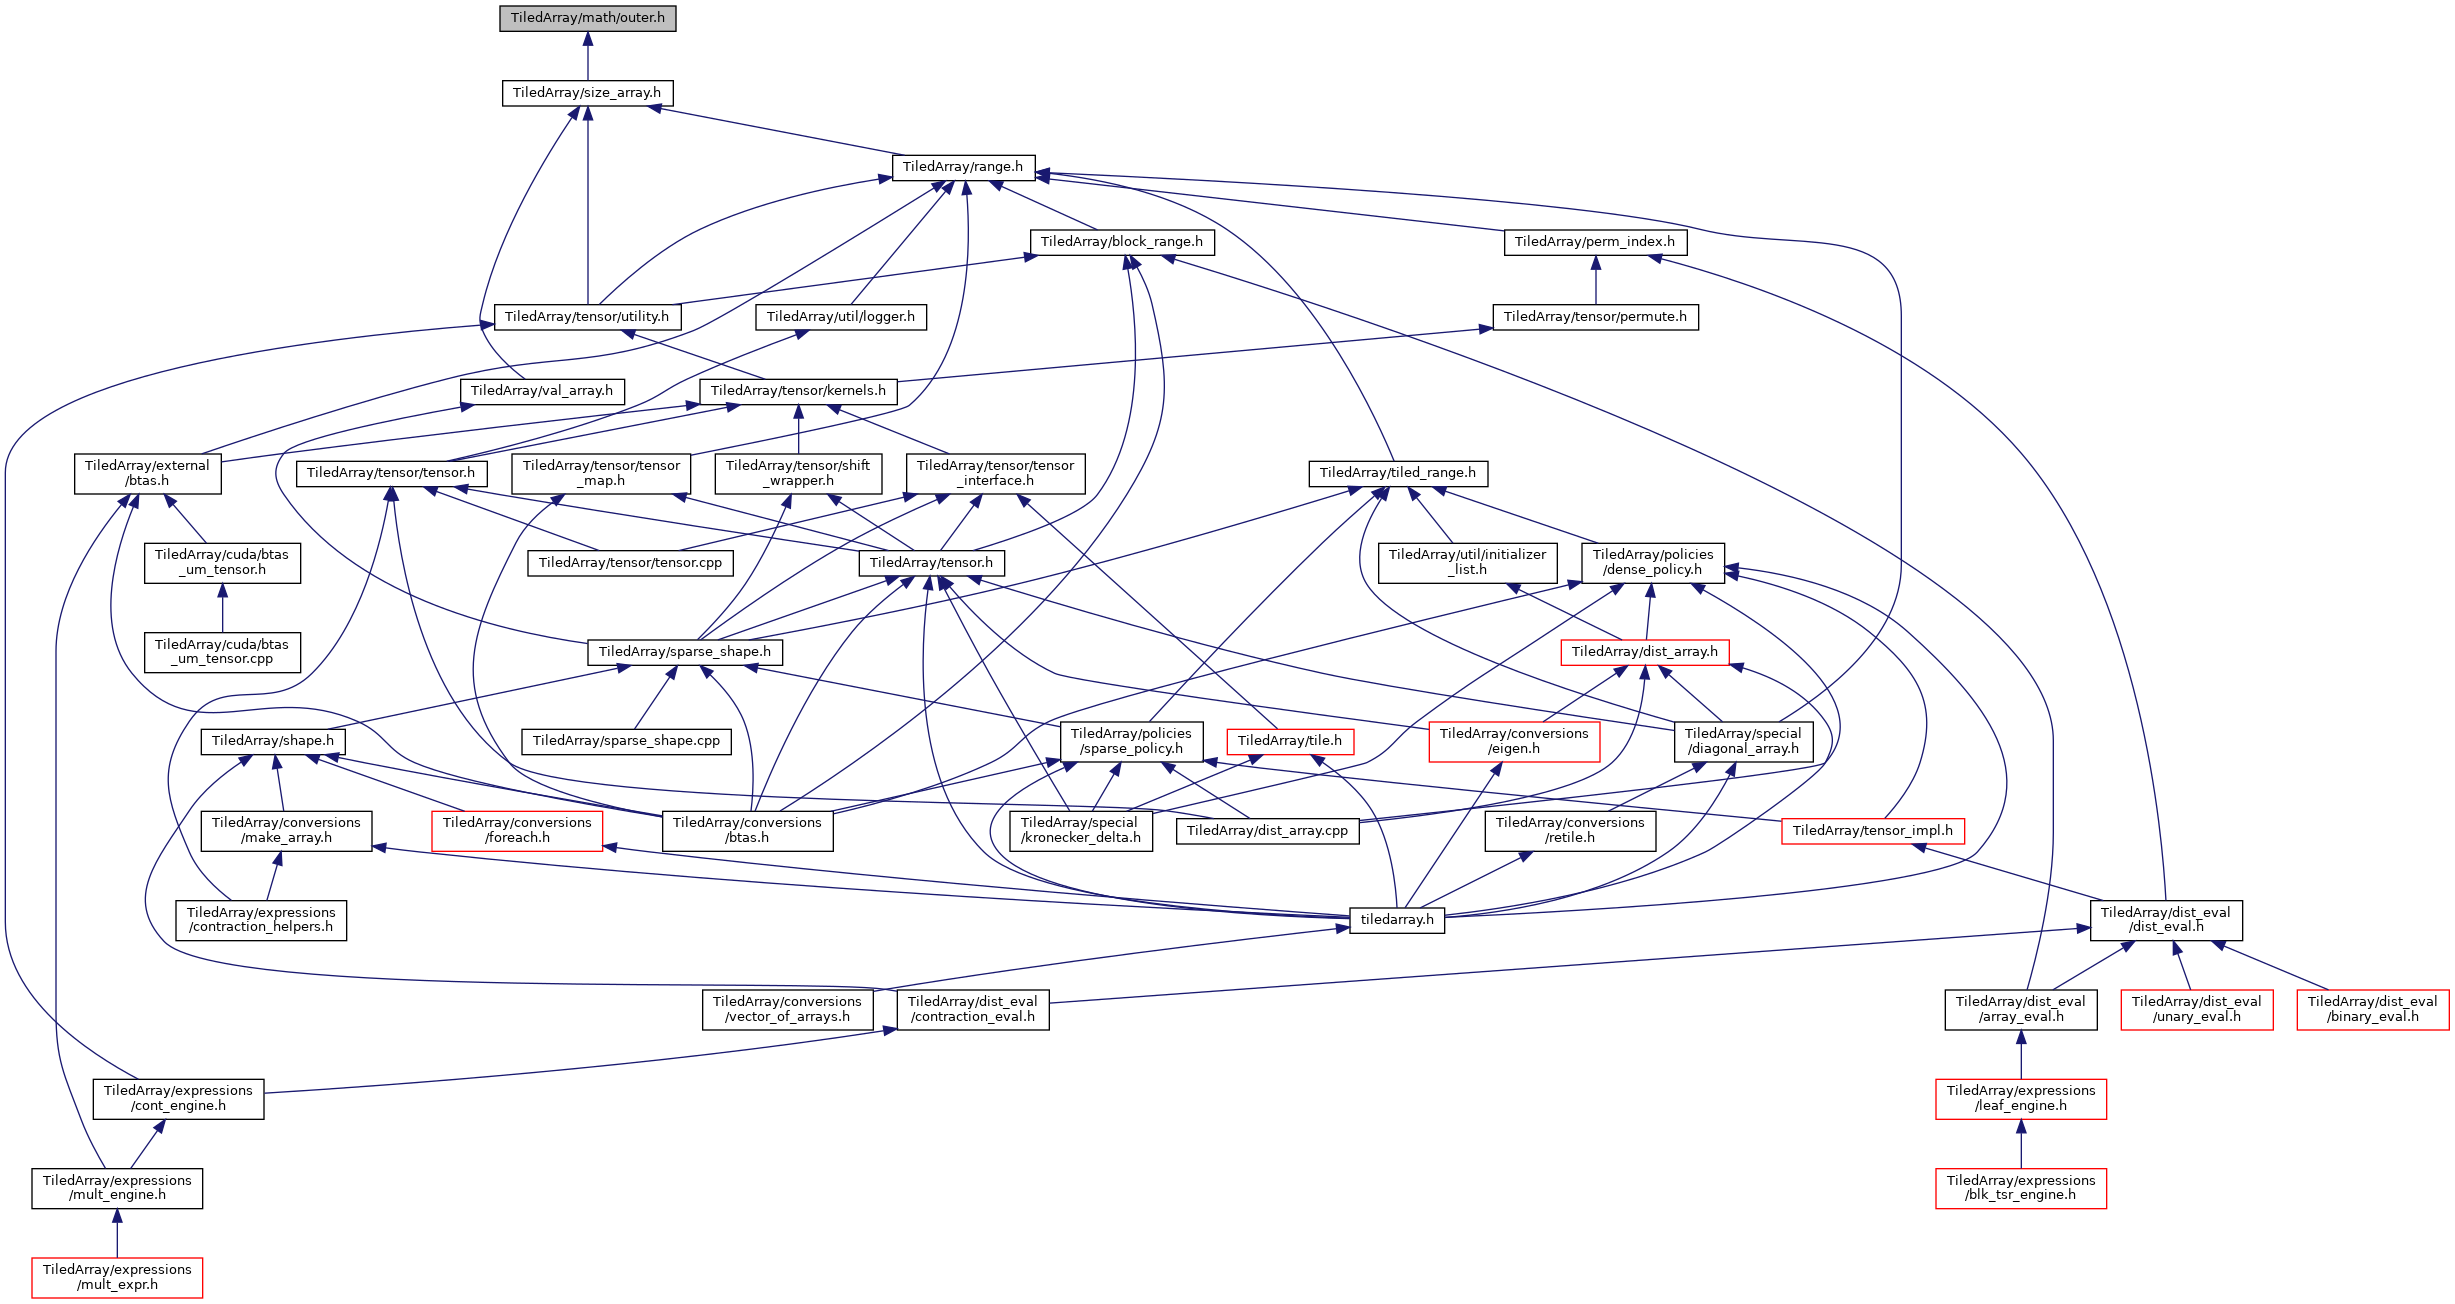 TiledArray/math/outer.h
TiledArray/size_array.h
TiledArray/range.h
TiledArray/block_range.h
TiledArray/perm_index.h
TiledArray/tensor/utility.h
TiledArray/util/logger.h
TiledArray/tensor/permute.h
TiledArray/val_array.h
TiledArray/tensor/kernels.h
TiledArray/external
/btas.h
TiledArray/tensor/tensor.h
TiledArray/tensor/tensor
_map.h
TiledArray/tensor/shift
_wrapper.h
TiledArray/tensor/tensor
_interface.h
TiledArray/tiled_range.h
TiledArray/cuda/btas
_um_tensor.h
TiledArray/tensor/tensor.cpp
TiledArray/tensor.h
TiledArray/util/initializer
_list.h
TiledArray/policies
/dense_policy.h
TiledArray/cuda/btas
_um_tensor.cpp
TiledArray/sparse_shape.h
TiledArray/dist_array.h
TiledArray/shape.h
TiledArray/sparse_shape.cpp
TiledArray/policies
/sparse_policy.h
TiledArray/tile.h
TiledArray/conversions
/eigen.h
TiledArray/special
/diagonal_array.h
TiledArray/conversions
/make_array.h
TiledArray/conversions
/foreach.h
TiledArray/conversions
/btas.h
TiledArray/special
/kronecker_delta.h
TiledArray/dist_array.cpp
TiledArray/conversions
/retile.h
TiledArray/tensor_impl.h
TiledArray/expressions
/contraction_helpers.h
tiledarray.h
TiledArray/dist_eval
/dist_eval.h
TiledArray/conversions
/vector_of_arrays.h
TiledArray/dist_eval
/contraction_eval.h
TiledArray/dist_eval
/array_eval.h
TiledArray/dist_eval
/unary_eval.h
TiledArray/dist_eval
/binary_eval.h
TiledArray/expressions
/cont_engine.h
TiledArray/expressions
/leaf_engine.h
TiledArray/expressions
/mult_engine.h
TiledArray/expressions
/blk_tsr_engine.h
TiledArray/expressions
/mult_expr.h